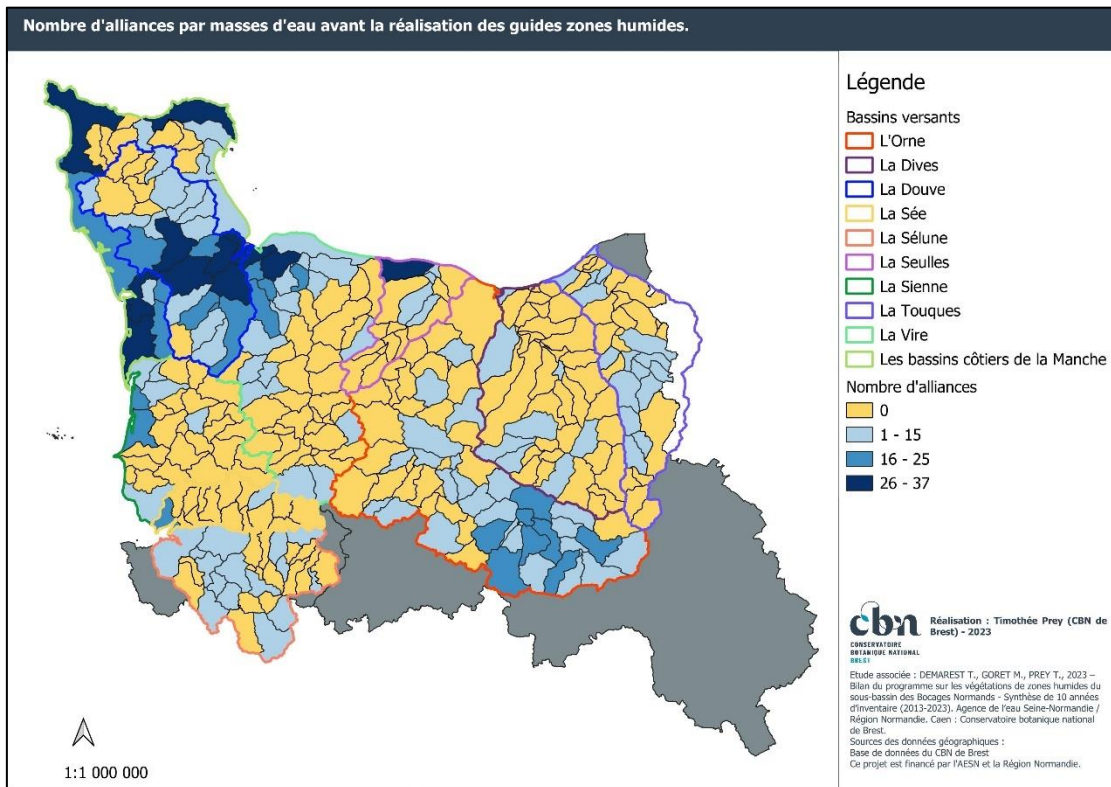 Nombre d'alliances par masses d'eau avant la réalisation des guides zones humides.
Légende
Bassins versants
L'Orne
La Dives
La Douve
La Sée
La Sélune
La Seulles
La Sienne
La Touques
La Vire
Les bassins côtiers de la Manche
Nombre d'alliances
0
1 - 15
16 - 25
26 - 37
cbn
CONSERVATOIRE
BOTANIQUE NATIONAL
BREST
Réalisation : Timothée Prey (CBN de
Brest) - 2023
Etude associée : DEMAREST T., GORET M., PREY T., 2023 –
Bilan du programme sur les végétations de zones humides du
sous-bassin des Bocages Normands - Synthèse de 10 années
d'inventaire (2013-2023). Agence de l'eau Seine-Normandie /
Région Normandie. Caen : Conservatoire botanique national
de Brest.
Sources des données géographiques :
Base de données du CBN de Brest
Ce projet est financé par l'AESN et la Région Normandie.
1:1 000 000